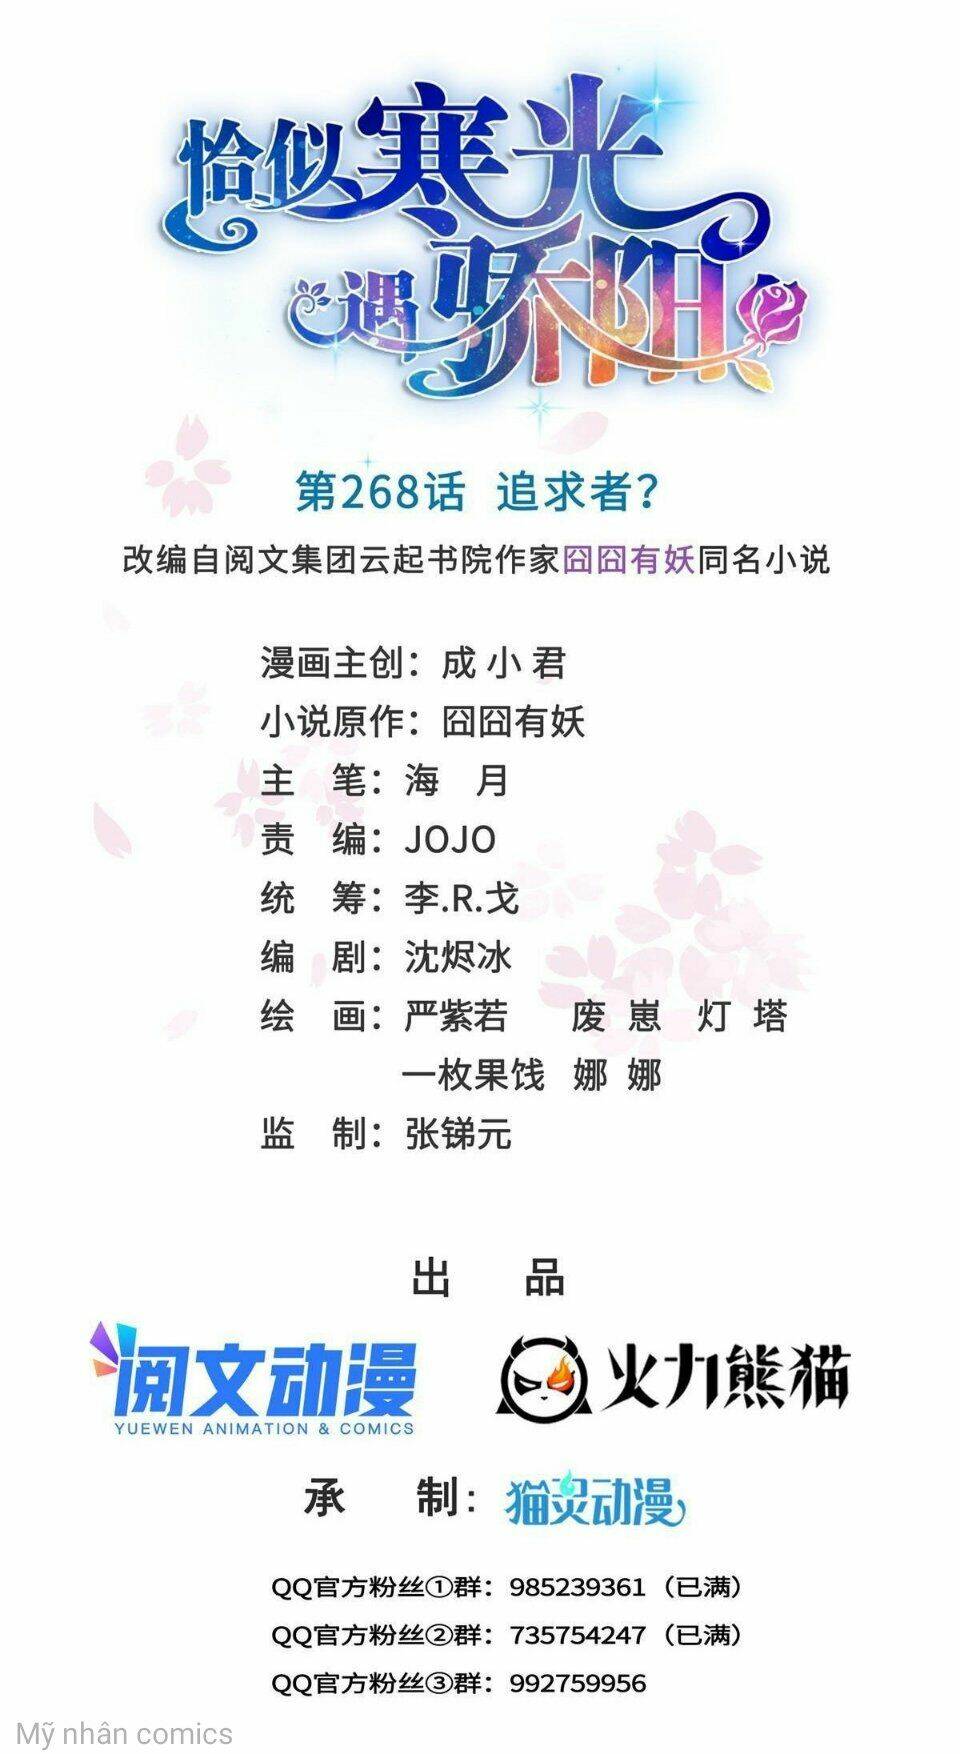 恰似寒光
遇骄阳
第268话 追求者？
改编自阅文集团云起书院作家囧囧有妖同名小说
漫画主创：成小君
小说原作：囧囧有妖
主 笔：海 月
责 编：JOJO
统 筹：李.R.戈
编 剧：沈烬冰
绘 画：严紫若 废崽 灯塔
一枚果饯 娜娜
监 制：张锑元
出 品
阅文动漫
YUEWEN ANIMATION & COMICS
火力熊猫
承 制：猫灵动漫
QQ官方粉丝①群：985239361（已满）
QQ官方粉丝②群：735754247（已满）
QQ官方粉丝③群：992759956
Mỹ nhân comics